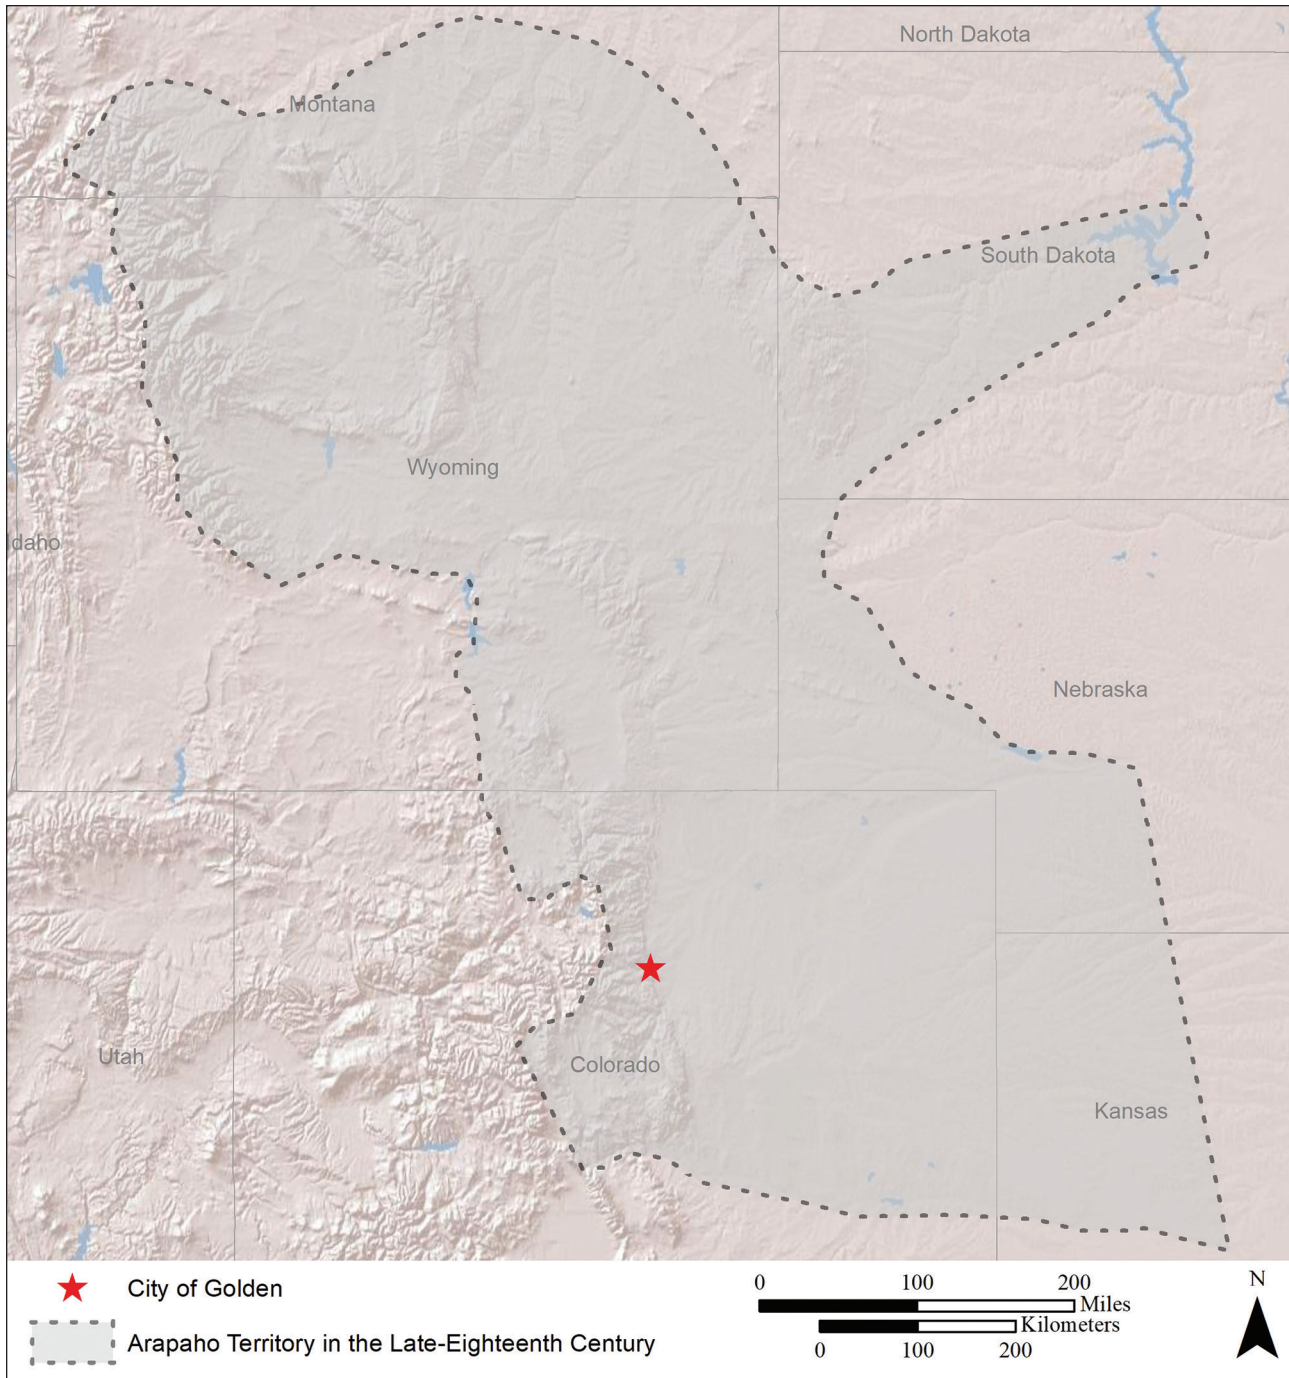 North Dakota
Montana
South Dakota
Wyoming
Idaho
Nebraska
Utah
Colorado
Kansas
City of Golden
Arapaho Territory in the Late-Eighteenth Century
0 100 200
Miles
Kilometers
0 100 200
N